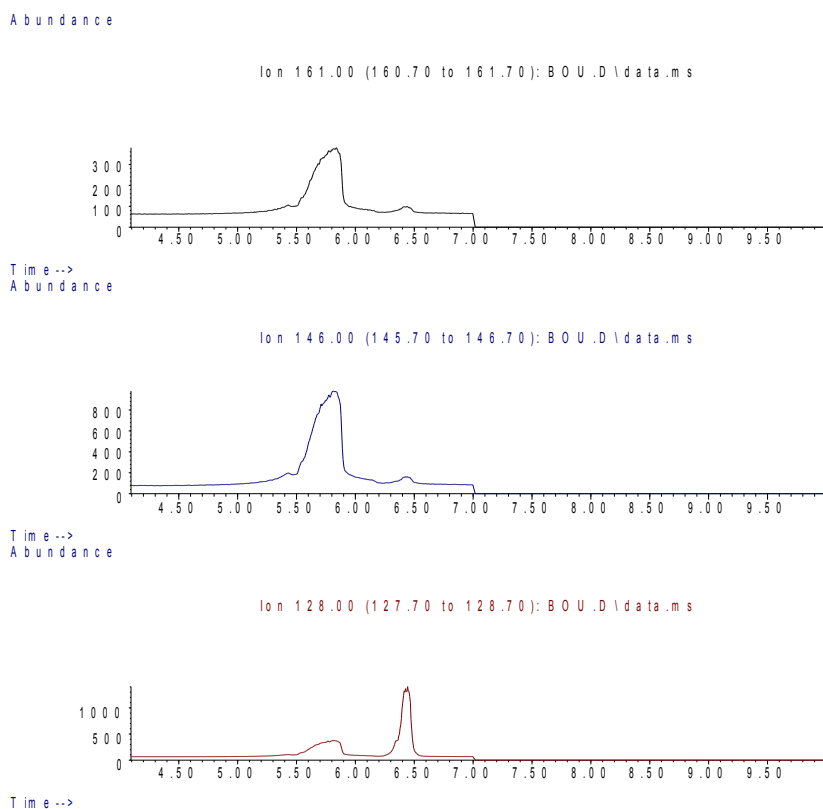 Abundance
Ion 161.00 (160.70 to 161.70): BOU.D\data.ms
300
200
100
0
4.50 5.00 5.50 6.00 6.50 7.00 7.50 8.00 8.50 9.00 9.50
Time-->
Abundance
Ion 146.00 (145.70 to 146.70): BOU.D\data.ms
800
600
400
200
0
4.50 5.00 5.50 6.00 6.50 7.00 7.50 8.00 8.50 9.00 9.50
Time-->
Abundance
Ion 128.00 (127.70 to 128.70): BOU.D\data.ms
1000
500
0
4.50 5.00 5.50 6.00 6.50 7.00 7.50 8.00 8.50 9.00 9.50
Time-->